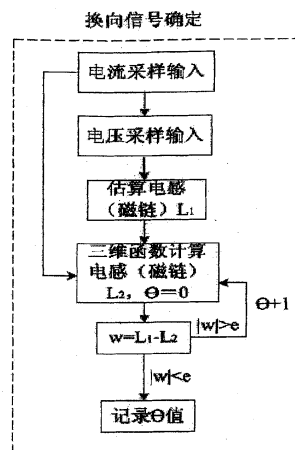 换向信号确定
电流采样输入
电压采样输入
估算电感
（磁链）L₁
三维函数计算
电感（磁链）
L₂，Θ=0
Θ+1
w=L₁-L₂
|w|>e
|w|<e
记录Θ值